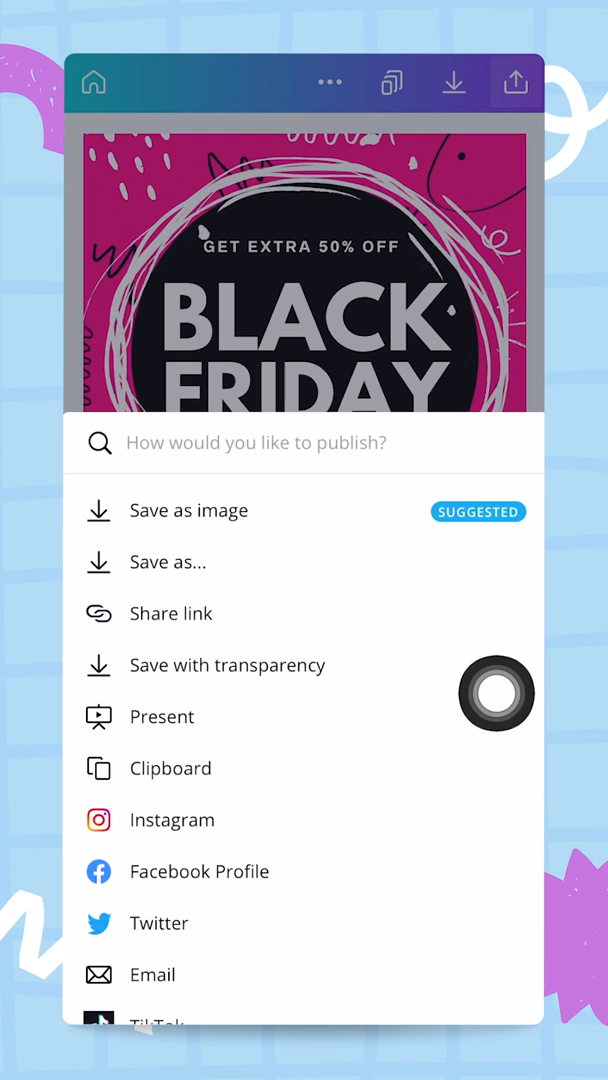 GET EXTRA 50% OFF
BLACK
FRIDAY
How would you like to publish?
Save as image
SUGGESTED
Save as...
Share link
Save with transparency
Present
Clipboard
Instagram
Facebook Profile
Twitter
Email
TikTok